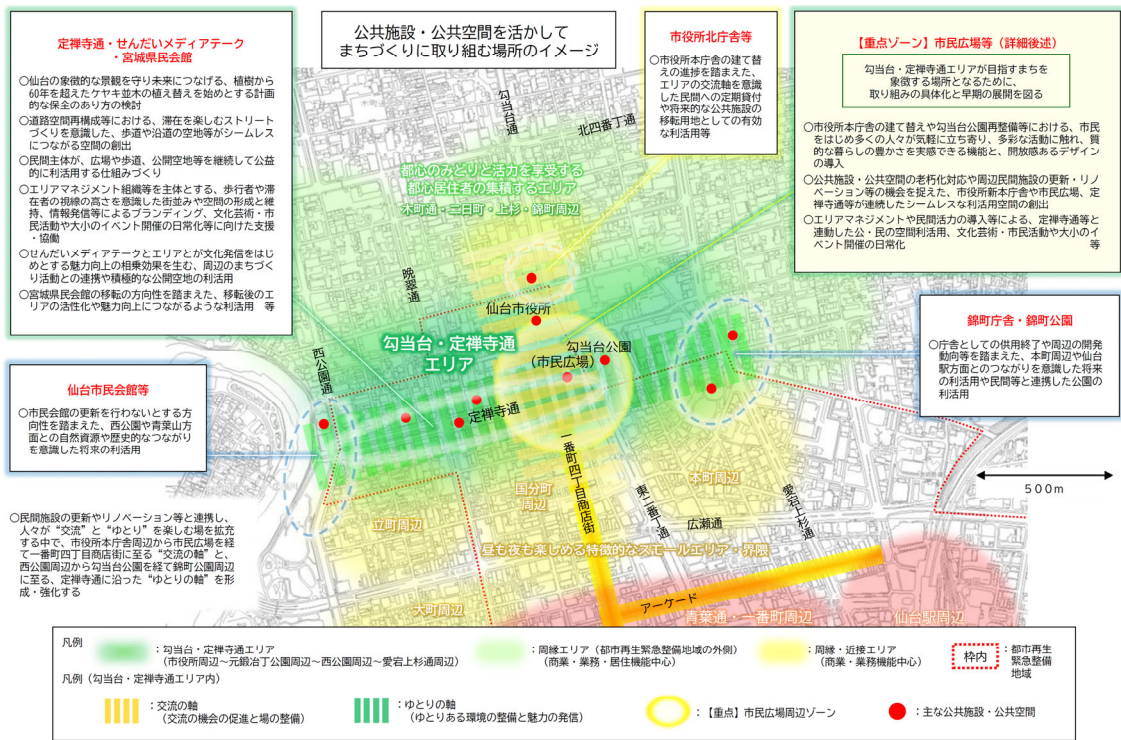 公共施設・公共空間を活かして
まちづくりに取り組む場所のイメージ
定禅寺通・せんだいメディアテーク
・宮城県民会館
○仙台の象徴的な景観を守り未来につなげる、植樹から
60年を超えたケヤキ並木の植え替えを始めとする計画
的な保全のあり方の検討
○道路空間再構成等における、滞在を楽しむストリート
づくりを意識した、歩道や沿道の空地等がシームレス
につながる空間の創出
○民間主体が、広場や歩道、公開空地等を継続して公益
的に利活用する仕組みづくり
○エリアマネジメント組織等を主体とする、歩行者や滞
在者の視線の高さを意識した街並みや空間の形成と維
持、情報発信等によるブランディング、文化芸術・市
民活動や大小のイベント開催の日常化等に向けた支援
・協働
○せんだいメディアテークとエリアとが文化発信をはじ
めとする魅力向上の相乗効果を生む、周辺のまちづく
り活動との連携や積極的な公開空地の利活用
○宮城県民会館の移転の方向性を踏まえた、移転後のエ
リアの活性化や魅力向上につながるような利活用　等
市役所北庁舎等
○市役所本庁舎の建て替
えの進捗を踏まえた、
エリアの交流軸を意識
した民間への定期貸付
や将来的な公共施設の
移転用地としての有効
な利活用等
【重点ゾーン】市民広場等（詳細後述）
勾当台・定禅寺通エリアが目指すまちを
象徴する場所となるために、
取り組みの具体化と早期の展開を図る
○市役所本庁舎の建て替えや勾当台公園再整備等における、市民
をはじめ多くの人々が気軽に立ち寄り、多彩な活動に触れ、質
的な暮らしの豊かさを実感できる機能と、開放感あるデザイン
の導入
○公共施設・公共空間の老朽化対応や周辺民間施設の更新・リノ
ベーション等の機会を捉えた、市役所新本庁舎や市民広場、定
禅寺通等が連続したシームレスな利活用空間の創出
○エリアマネジメントや民間活力の導入等による、定禅寺通等と
連動した公・民の空間利活用、文化芸術・市民活動や大小のイ
ベント開催の日常化　等
錦町庁舎・錦町公園
○庁舎としての供用終了や周辺の開発
動向等を踏まえた、本町周辺や仙台
駅方面とのつながりを意識した将来
の利活用や民間等と連携した公園の
利活用
仙台市民会館等
○市民会館の更新を行わないとする方
向性を踏まえた、西公園や青葉山方
面との自然資源や歴史的なつながり
を意識した将来の利活用
○民間施設の更新やリノベーション等と連携し、
人々が“交流”と“ゆとり”を楽しむ場を拡充
する中で、市役所本庁舎周辺から市民広場を経
て一番町四丁目商店街に至る“交流の軸”と、
西公園周辺から勾当台公園を経て錦町公園周辺
に至る、定禅寺通に沿った“ゆとりの軸”を形
成・強化する
勾当台通
北四番丁通
都心のみどりと活力を享受する
都心居住者の集積するエリア
木町通・二日町・上杉・錦町周辺
晩翠通
西公園通
仙台市役所
勾当台・定禅寺通
エリア
勾当台公園
（市民広場）
定禅寺通
一番町四丁目商店街
国分町
周辺
立町周辺
本町周辺
東二番丁通
愛宕上杉通
広瀬通
500m
昼も夜も楽しめる特徴的なスモールエリア・界隈
大町周辺
アーケード
青葉通・一番町周辺
仙台駅周辺
凡例
：勾当台・定禅寺通エリア
（市役所周辺～元鍛冶丁公園周辺～西公園周辺～愛宕上杉通周辺）
：周縁エリア（都市再生緊急整備地域の外側）
（商業・業務・居住機能中心）
：周縁・近接エリア
（商業・業務機能中心）
枠内
：都市再生
緊急整備
地域
凡例（勾当台・定禅寺通エリア内）
：交流の軸
（交流の機会の促進と場の整備）
：ゆとりの軸
（ゆとりある環境の整備と魅力の発信）
：【重点】市民広場周辺ゾーン
：主な公共施設・公共空間